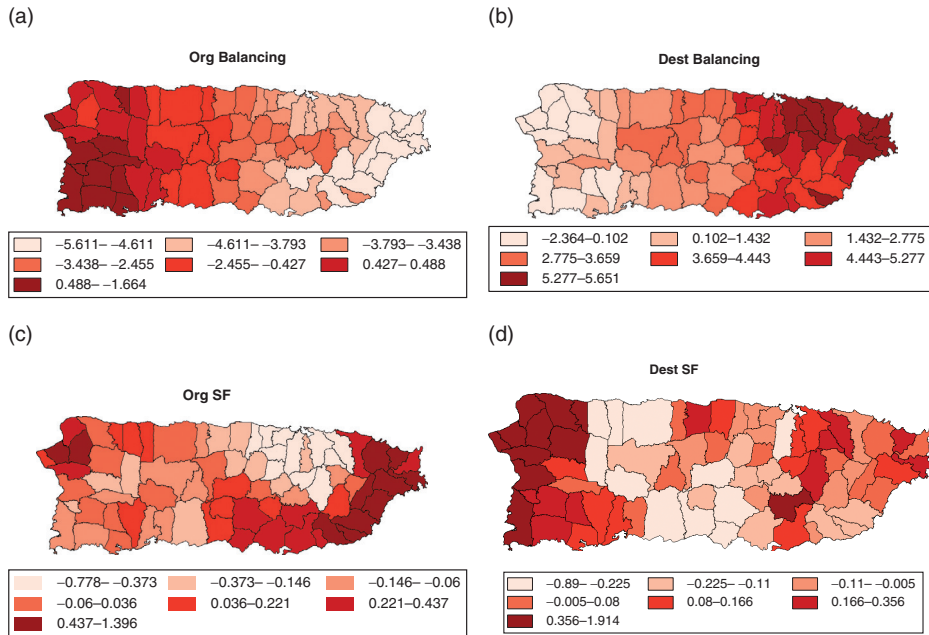 (a)
(b)
Org Balancing
Dest Balancing
−5.611– −4.611 −4.611– −3.793 −3.793– −3.438
−3.438– −2.455 −2.455– −0.427 0.427– 0.488
0.488– −1.664
−2.364–0.102 0.102–1.432 1.432–2.775
2.775–3.659 3.659–4.443 4.443–5.277
5.277–5.651
(c)
(d)
Org SF
Dest SF
−0.778– −0.373 −0.373– −0.146 −0.146– −0.06
−0.06–0.036 0.036–0.221 0.221–0.437
0.437–1.396
−0.89– −0.225 −0.225– −0.11 −0.11– −0.005
−0.005–0.08 0.08–0.166 0.166–0.356
0.356–1.914